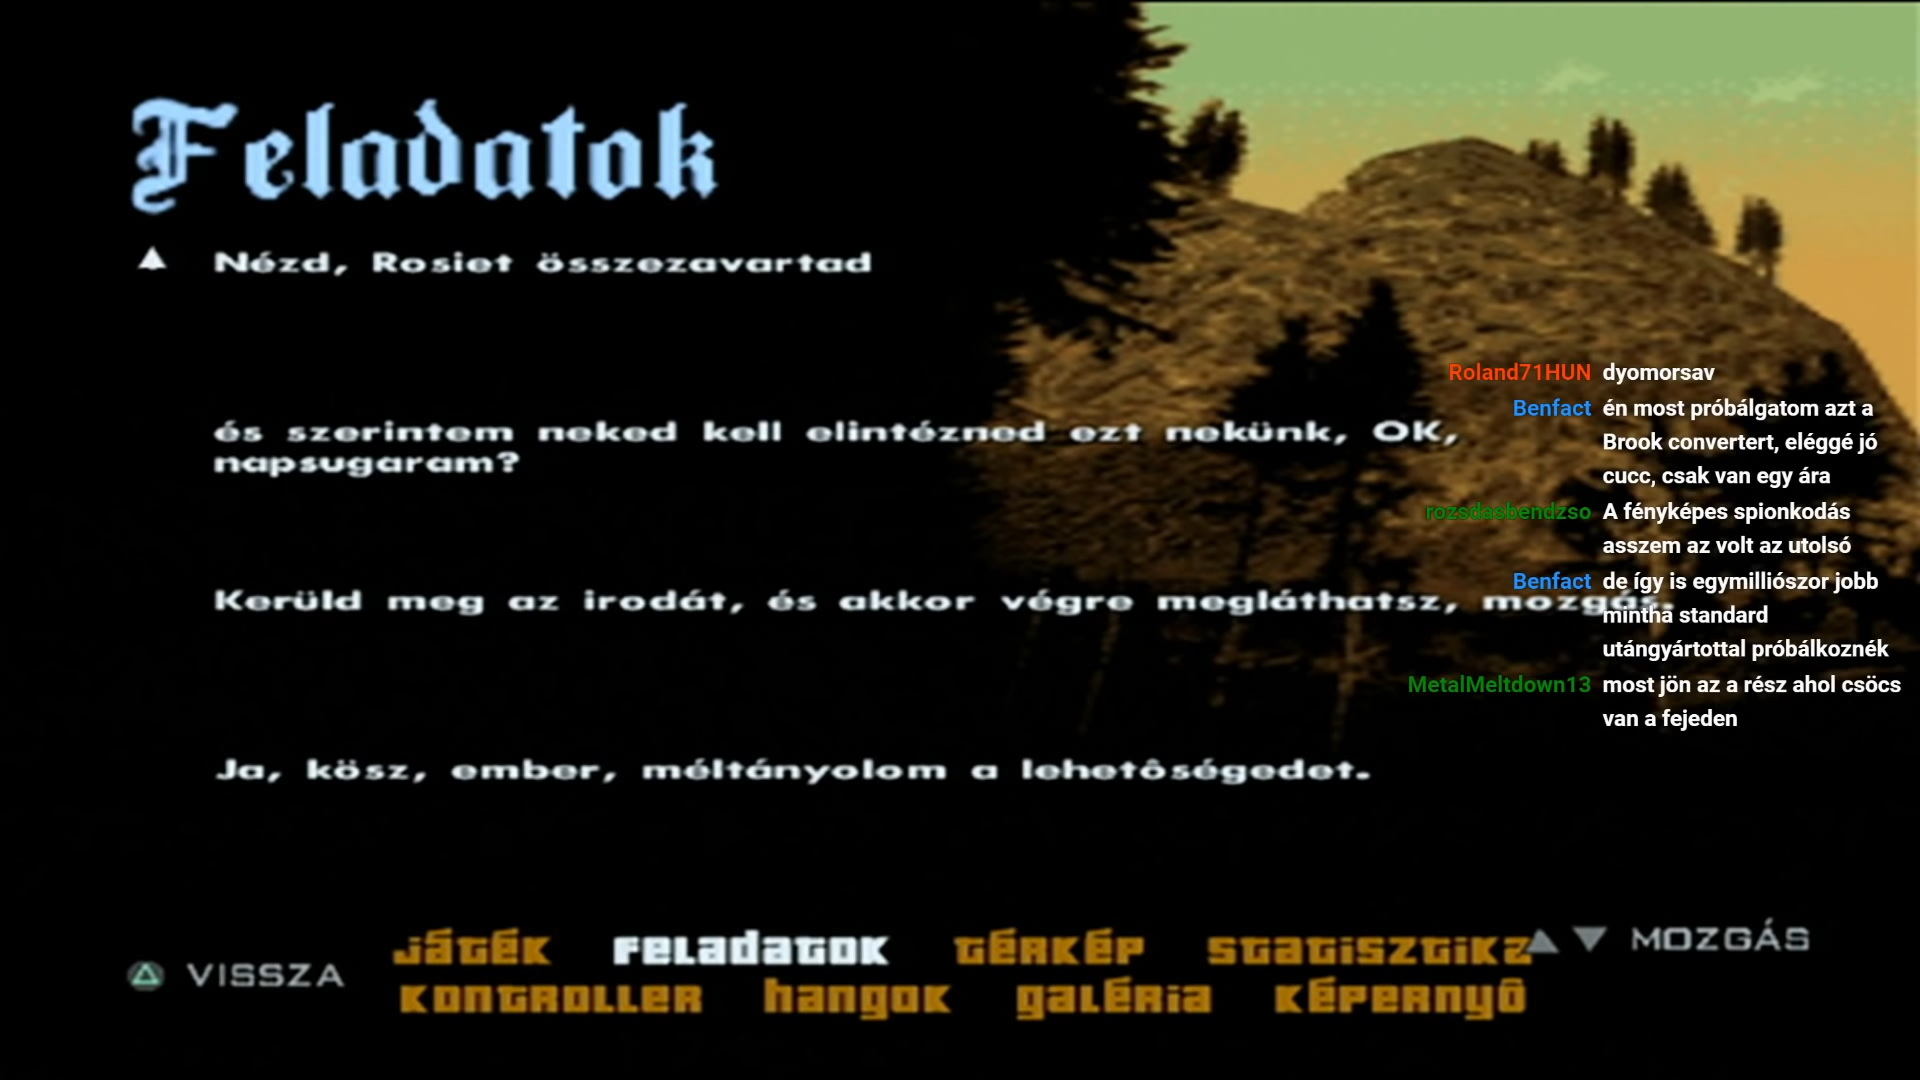 Feladatok
Nézd, Rosiet összezavartad
és szerintem neked kell elintézned ezt nekünk, OK,
napsugaram?
Kerüld meg az irodát, és akkor végre megláthatsz, mozgás.
Ja, kösz, ember, méltányolom a lehetôségedet.
Roland71HUN dyomorsav
Benfact én most próbálgatom azt a
Brook convertert, eléggé jó
cucc, csak van egy ára
rozsdasbendzso A fényképes spionkodás
asszem az volt az utolsó
Benfact de így is egymilliószor jobb
mintha standard
utángyártottal próbálkoznék
MetalMeltdown13 most jön az a rész ahol csöcs
van a fejeden
VISSZA
JÁTÉK FELADATOK TÉRKÉP STATISZTIKA
KONTROLLER HANGOK GALÉRIA KÉPERNYÔ
MOZGÁS